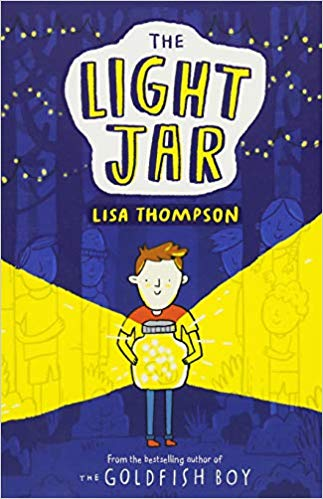 THE
LIGHT
JAR
LISA THOMPSON
From the bestselling author of
THE GOLDFISH BOY